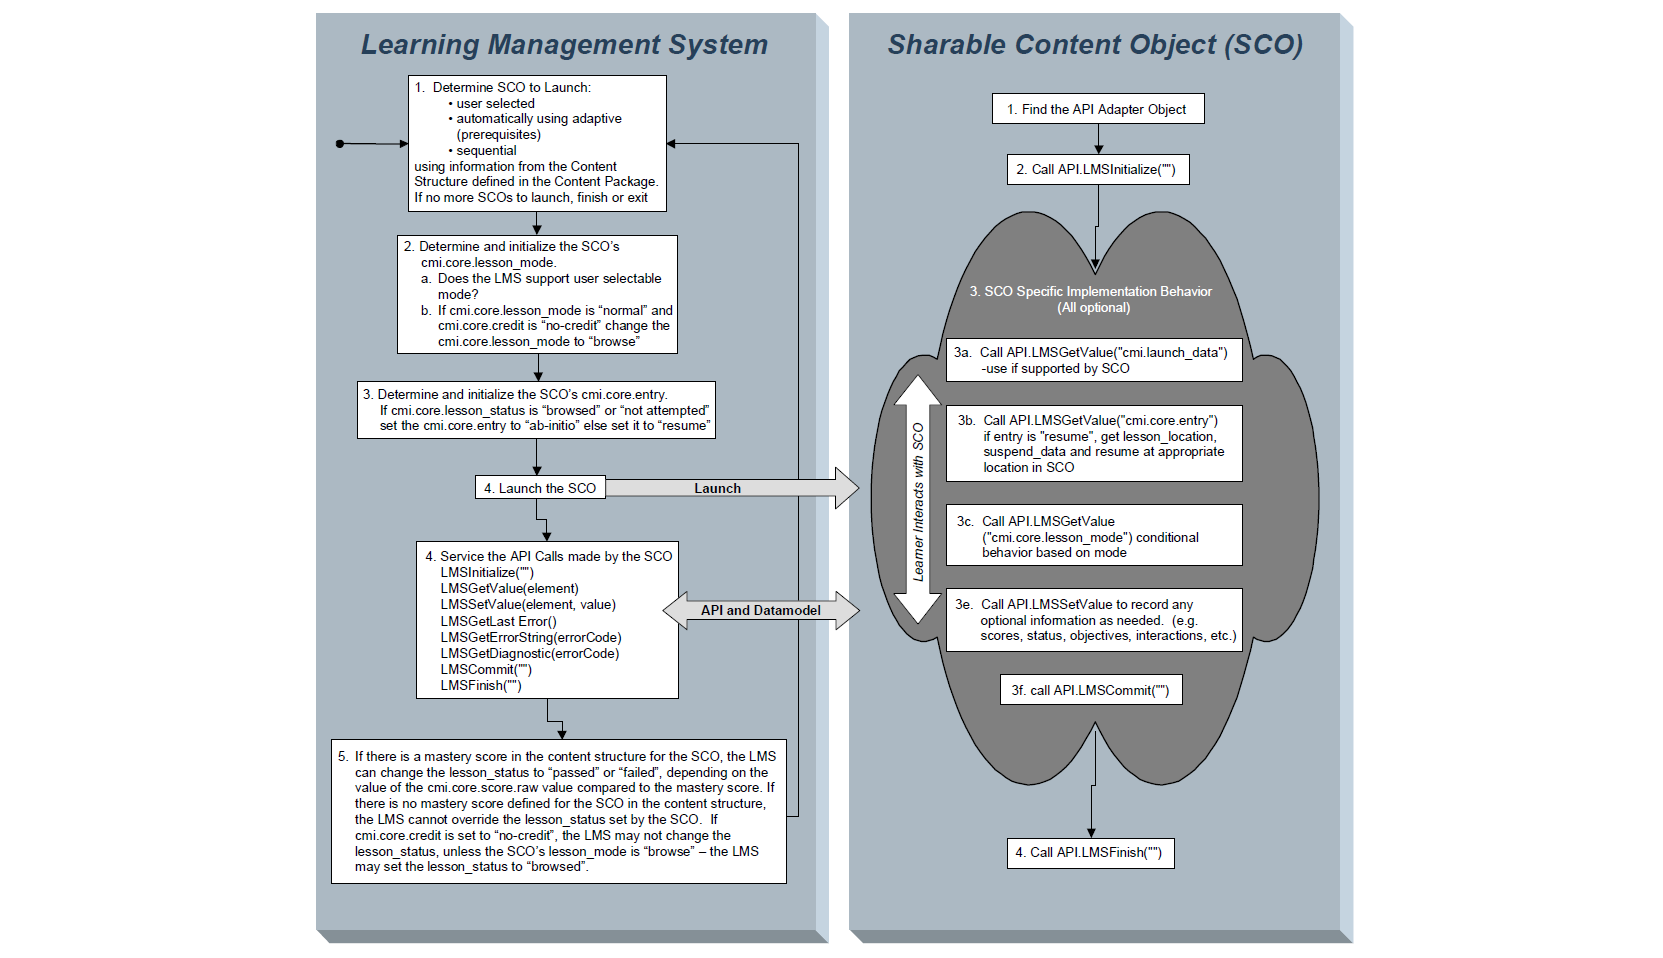 Learning Management System
1. Determine SCO to Launch:
• user selected
• automatically using adaptive
(prerequisites)
• sequential
using information from the Content
Structure defined in the Content Package.
If no more SCOs to launch, finish or exit
2. Determine and initialize the SCO’s
cmi.core.lesson_mode.
a. Does the LMS support user selectable
mode?
b. If cmi.core.lesson_mode is “normal” and
cmi.core.credit is “no-credit” change the
cmi.core.lesson_mode to “browse”
3. Determine and initialize the SCO’s cmi.core.entry.
If cmi.core.lesson_status is “browsed” or “not attempted”
set the cmi.core.entry to “ab-initio” else set it to “resume”
4. Launch the SCO
Launch
4. Service the API Calls made by the SCO
LMSInitialize("")
LMSGetValue(element)
LMSSetValue(element, value)
LMSGetLast Error()
LMSGetErrorString(errorCode)
LMSGetDiagnostic(errorCode)
LMSCommit("")
LMSFinish("")
API and Datamodel
5. If there is a mastery score in the content structure for the SCO, the LMS
can change the lesson_status to “passed” or “failed”, depending on the
value of the cmi.core.score.raw value compared to the mastery score. If
there is no mastery score defined for the SCO in the content structure,
the LMS cannot override the lesson_status set by the SCO. If
cmi.core.credit is set to “no-credit”, the LMS may not change the
lesson_status, unless the SCO’s lesson_mode is “browse” – the LMS
may set the lesson_status to “browsed”.
Sharable Content Object (SCO)
1. Find the API Adapter Object
2. Call API.LMSInitialize("")
3. SCO Specific Implementation Behavior
(All optional)
Learner Interacts with SCO
3a. Call API.LMSGetValue("cmi.launch_data")
-use if supported by SCO
3b. Call API.LMSGetValue("cmi.core.entry")
if entry is "resume", get lesson_location,
suspend_data and resume at appropriate
location in SCO
3c. Call API.LMSGetValue
("cmi.core.lesson_mode") conditional
behavior based on mode
3e. Call API.LMSSetValue to record any
optional information as needed. (e.g.
scores, status, objectives, interactions, etc.)
3f. call API.LMSCommit("")
4. Call API.LMSFinish("")